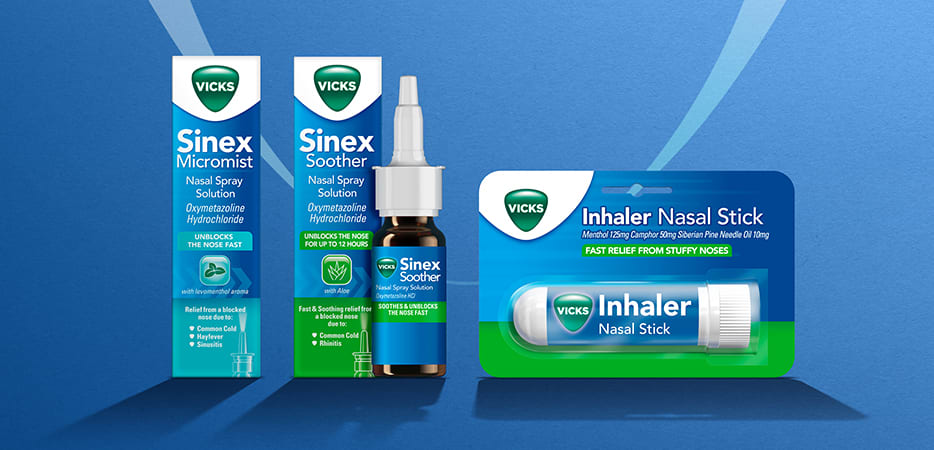 VICKS
Sinex
Micromist
Nasal Spray
Solution
Oxymetazoline
Hydrochloride
UNBLOCKS
THE NOSE FAST
with levomenthol aroma
Relief from a blocked
nose due to:
Common Cold
Hayfever
Sinusitis
VICKS
Sinex
Soother
Nasal Spray
Solution
Oxymetazoline
Hydrochloride
UNBLOCKS THE NOSE
FOR UP TO 12 HOURS
with Aloe
Fast & Soothing relief from
a blocked nose due to:
Common Cold
Rhinitis
VICKS
Sinex
Soother
Nasal Spray Solution
Oxymetazoline HCl
SOOTHES & UNBLOCKS
THE NOSE FAST
VICKS
Inhaler Nasal Stick
Menthol 125mg Camphor 50mg Siberian Pine Needle Oil 10mg
FAST RELIEF FROM STUFFY NOSES
VICKS
Inhaler
Nasal Stick